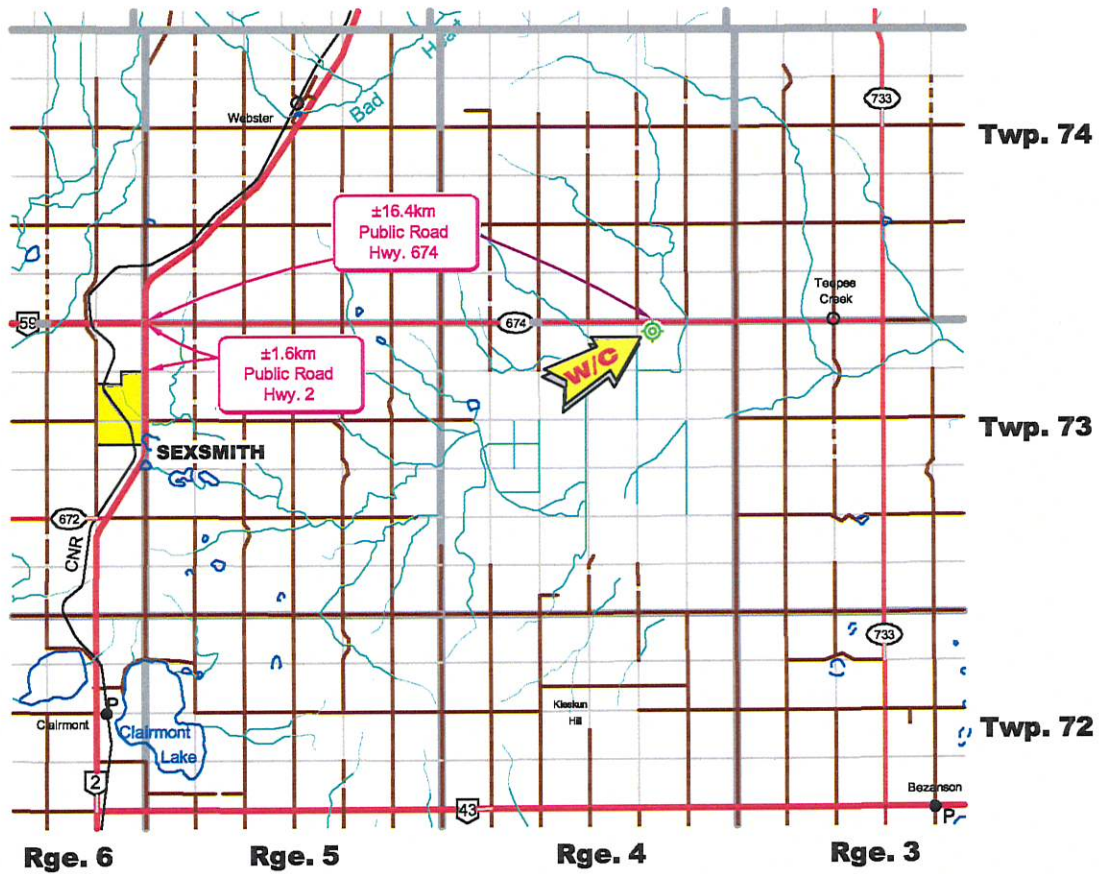 Heart
Bad
Webster
733
Twp. 74
±16.4km
Public Road
Hwy. 674
Teepee
Creek
59
674
±1.6km
Public Road
Hwy. 2
W/C
Twp. 73
SEXSMITH
672
CNR
733
Kleskun
Hill
P
Clairmont
Clairmont
Lake
Twp. 72
2
43
Bezanson
P
Rge. 6
Rge. 5
Rge. 4
Rge. 3